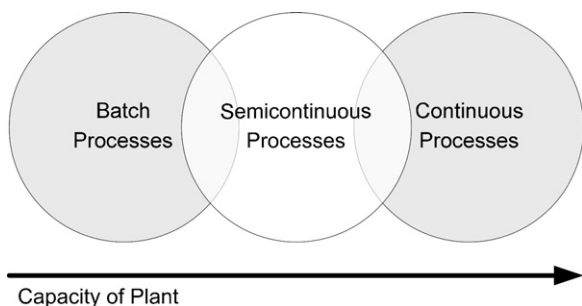 Batch
Processes
Semicontinuous
Processes
Continuous
Processes
Capacity of Plant